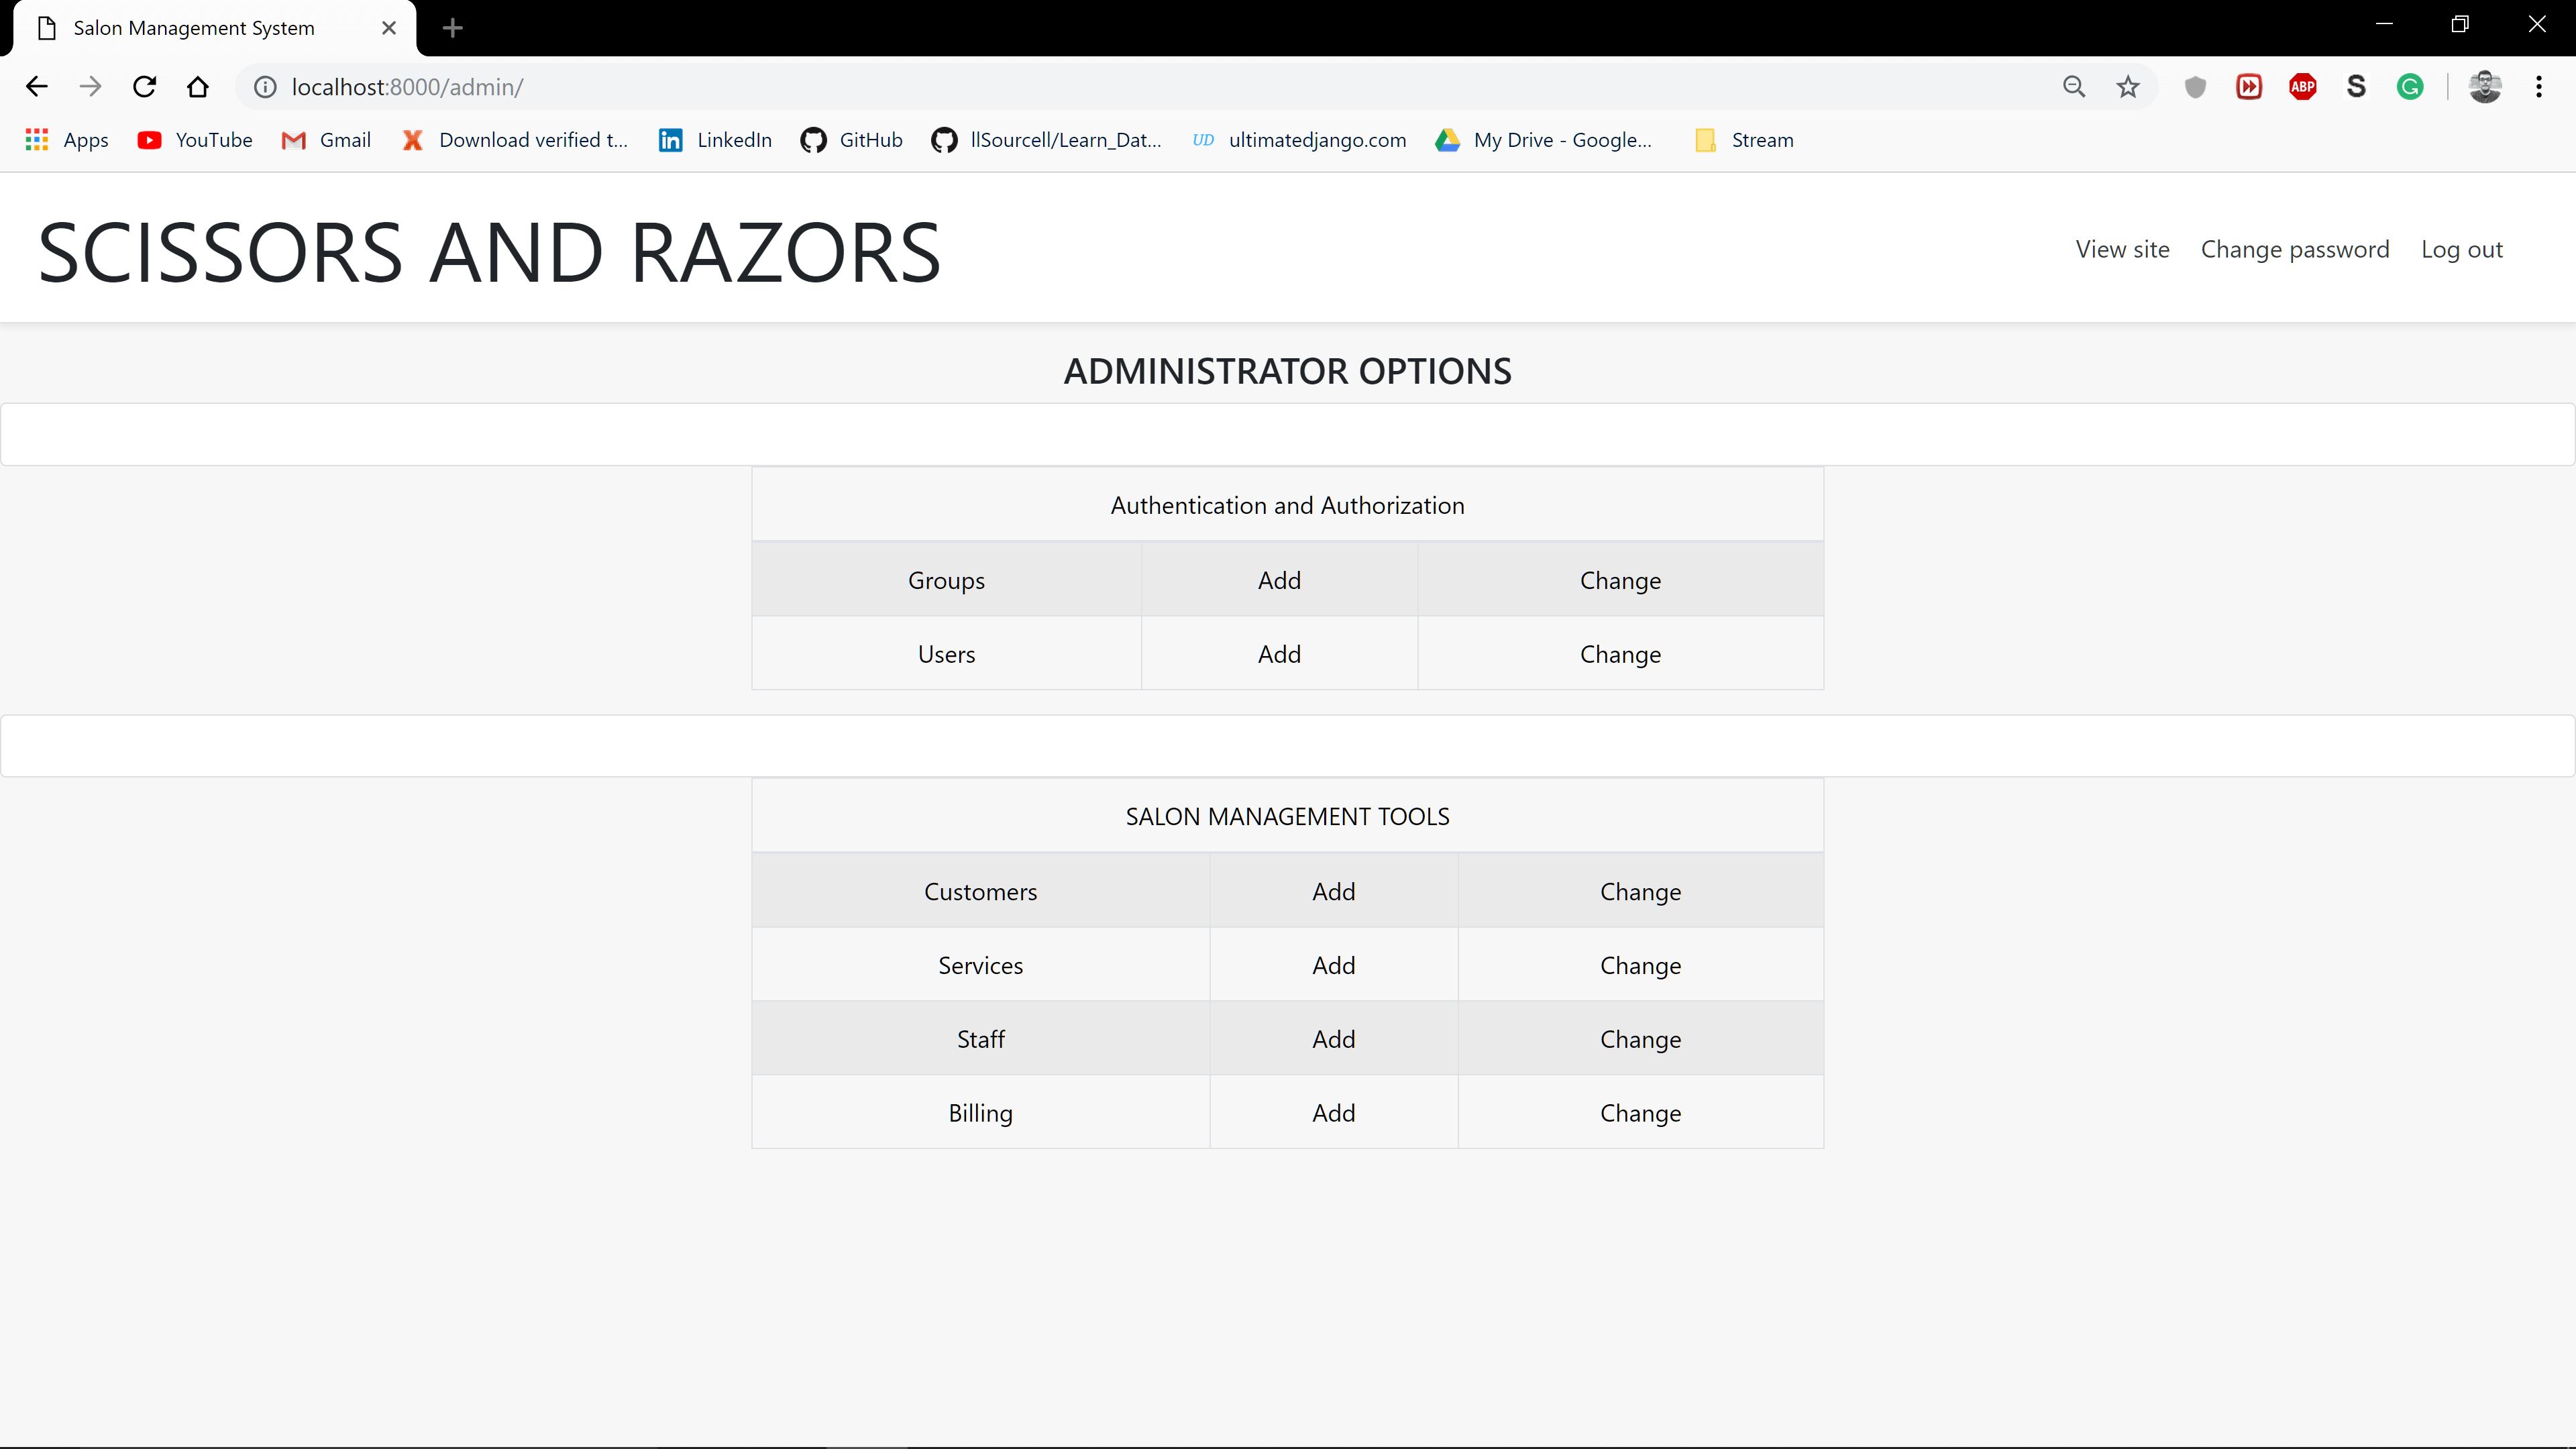 Salon Management System
localhost:8000/admin/
ABP
S
G
Apps
YouTube
Gmail
Download verified t...
in
LinkedIn
GitHub
llSourcell/Learn_Dat...
UD
ultimatedjango.com
My Drive - Google...
Stream
SCISSORS AND RAZORS
View site
Change password
Log out
ADMINISTRATOR OPTIONS
Authentication and Authorization
Groups Add Change
Users Add Change
SALON MANAGEMENT TOOLS
Customers Add Change
Services Add Change
Staff Add Change
Billing Add Change